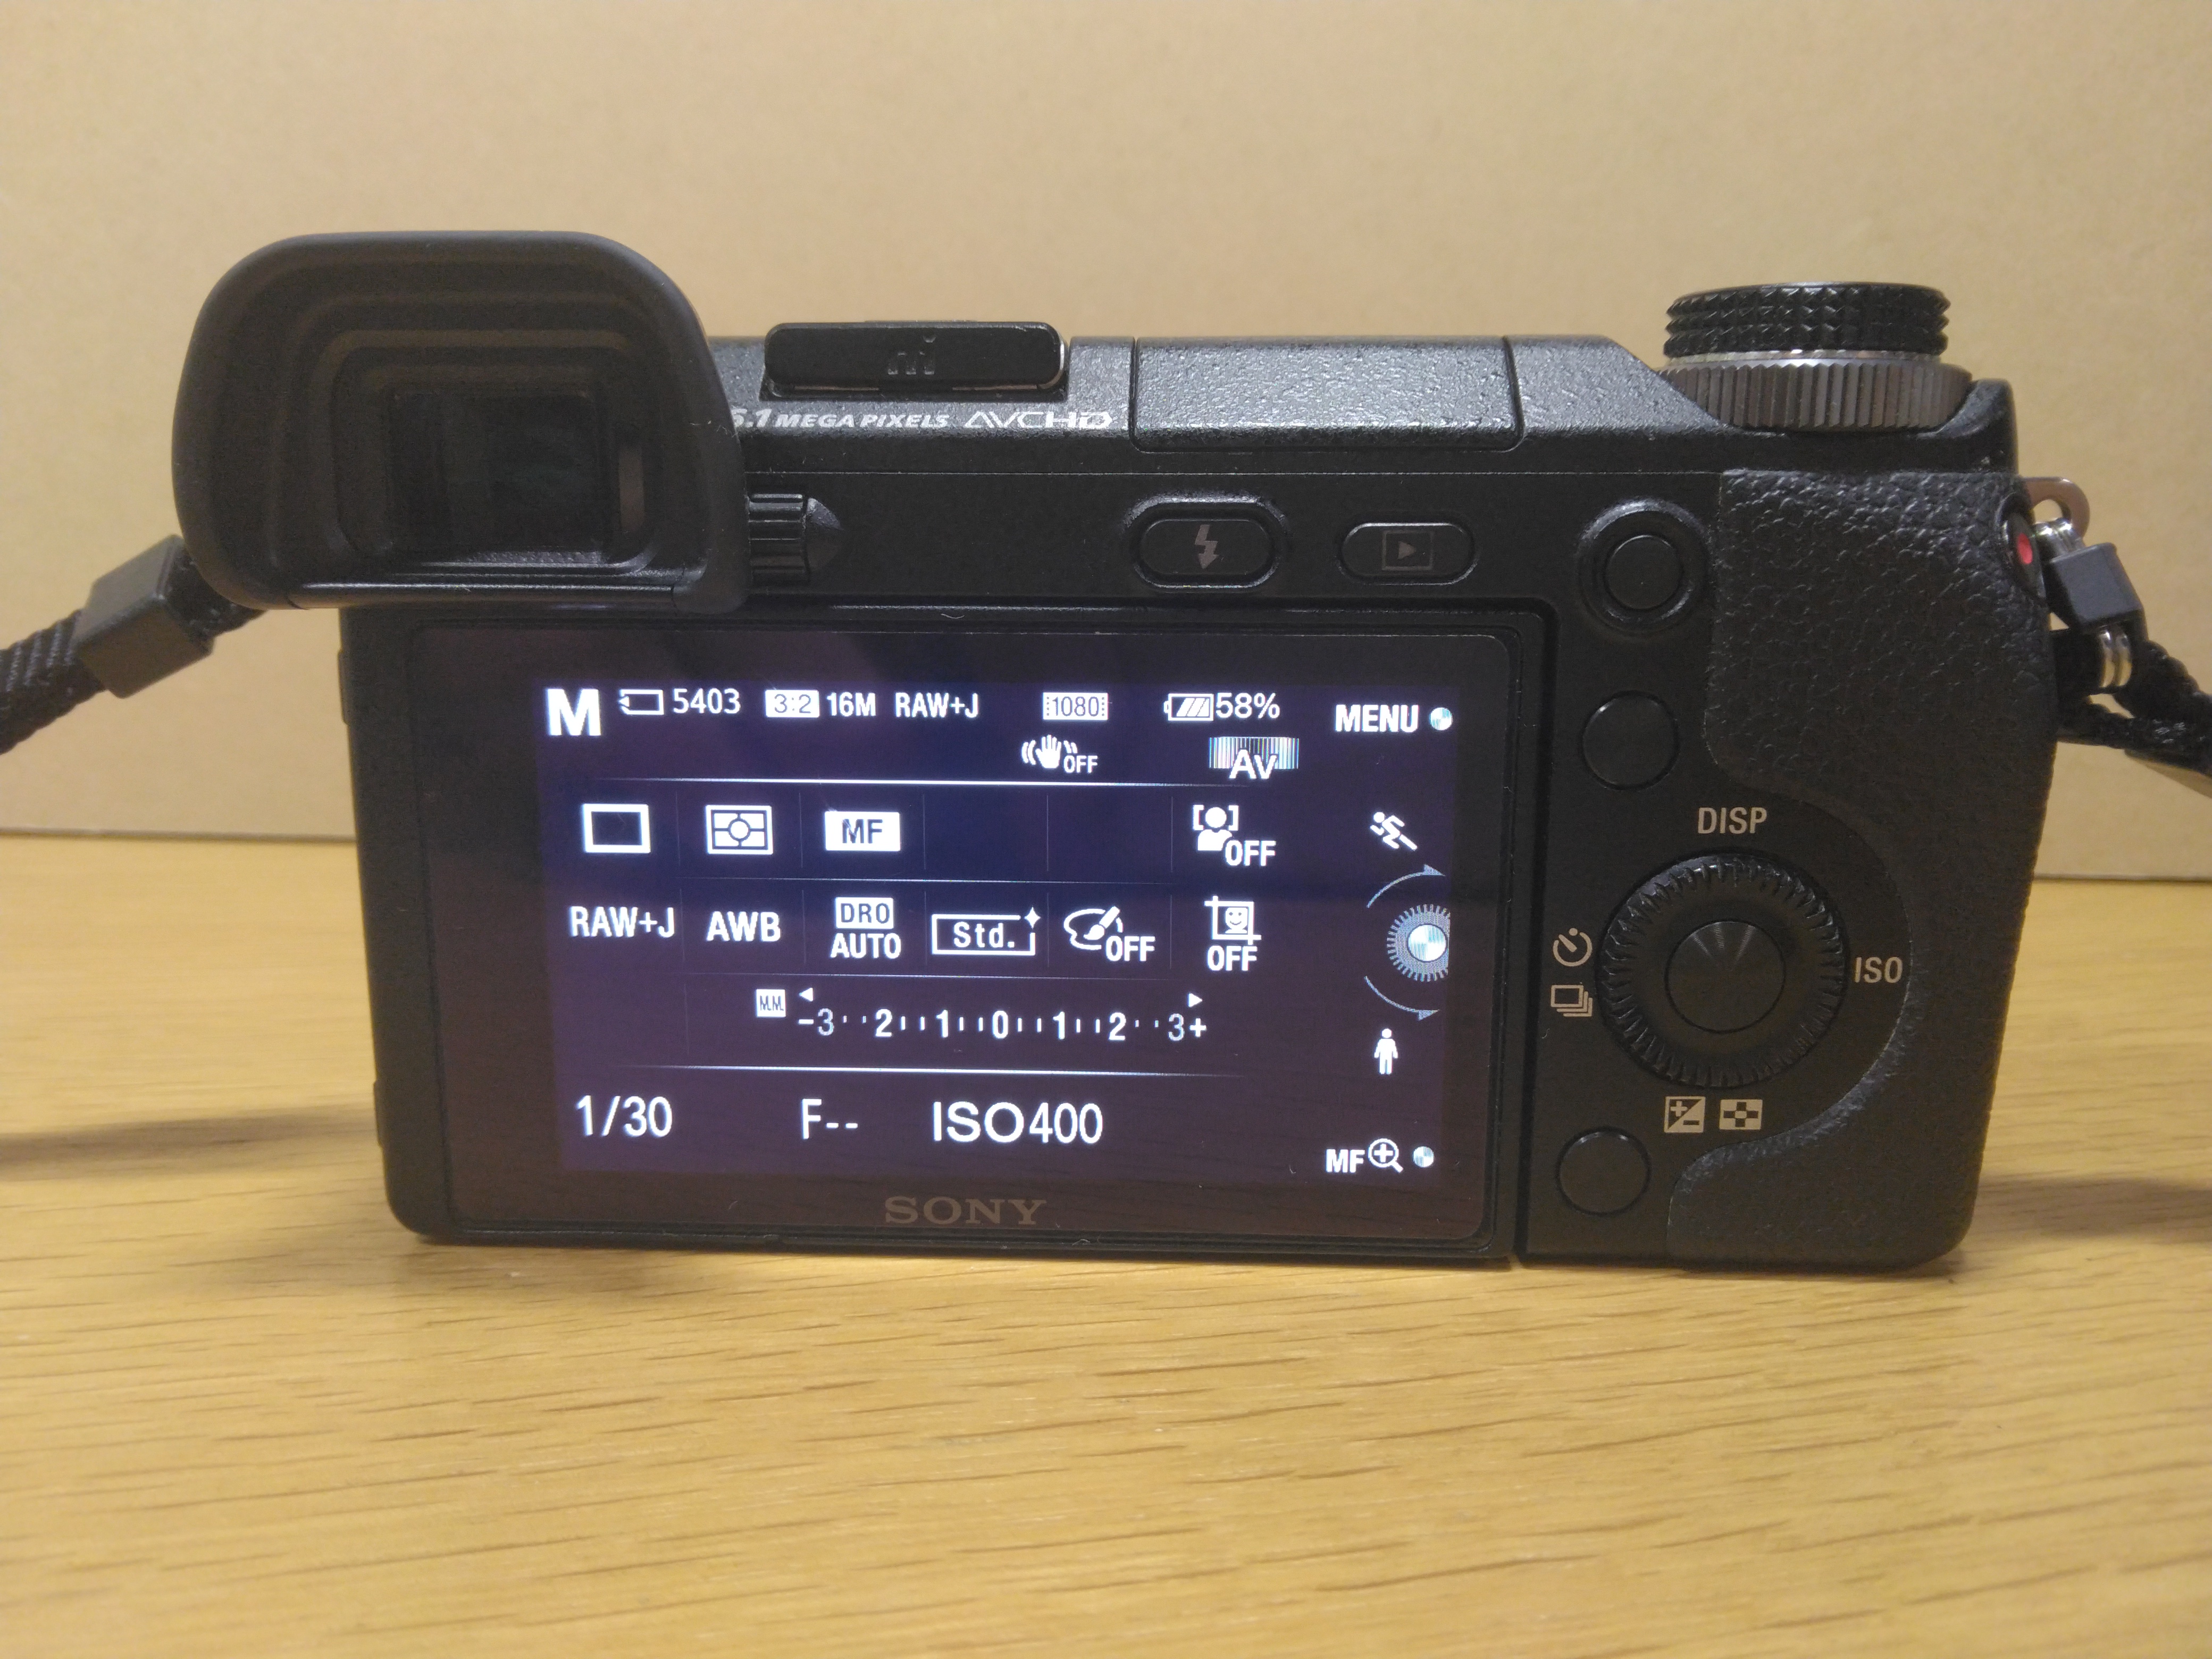 6.1 MEGA PIXELS AVCHD
M 5403 3:2 16M RAW+J 1080 58% MENU
OFF Av
MF OFF
RAW+J AWB DRO AUTO Std. OFF OFF
M.M. -3 2 1 0 1 2 3+
1/30 F-- ISO400
MF
SONY
DISP
ISO